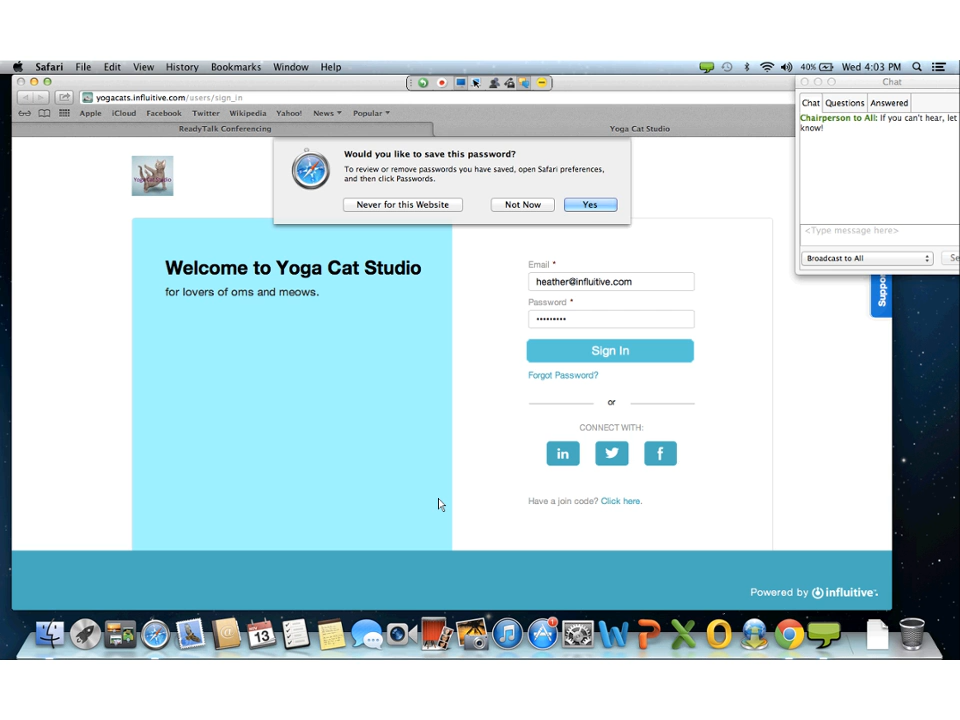 Safari File Edit View History Bookmarks Window Help 40% Wed 4:03 PM
yogacats.influitive.com/users/sign_in
Apple iCloud Facebook Twitter Wikipedia Yahoo! News Popular
ReadyTalk Conferencing Yoga Cat Studio
Would you like to save this password?
To review or remove passwords you have saved, open Safari preferences,
and then click Passwords.
Never for this Website Not Now Yes
Chat
Chat Questions Answered
Chairperson to All: If you can't hear, let
know!
<Type message here>
Broadcast to All Se
Suppo
Welcome to Yoga Cat Studio
for lovers of oms and meows.
Email *
heather@influitive.com
Password *
•••••••••
Sign In
Forgot Password?
or
CONNECT WITH:
in f
Have a join code? Click here.
Powered by influitive
13
1
W P X O